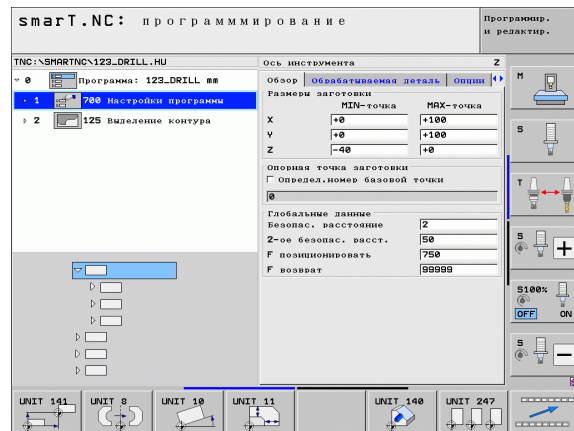 smarT.NC: программмирование
Программир.
и редактир.
TNC:\SMARTNC\123_DRILL.HU
0 Программа: 123_DRILL mm
1 700 Настройки программы
2 125 Выделение контура
Ось инструмента Z
Обзор Обрабатываемая деталь Опции
Размеры заготовки
MIN-точка MAX-точка
X +0 +100
Y +0 +100
Z -40 +0
Опорная точка заготовки
Определ.номер базовой точки
0
Глобальные данные
Безопас. расстояние 2
2-ое безопас. расст. 50
F позиционировать 750
F возврат 99999
M
S
T
S
S100%
OFF ON
S
UNIT 141
UNIT 8
UNIT 10
UNIT 11
UNIT 140
UNIT 247